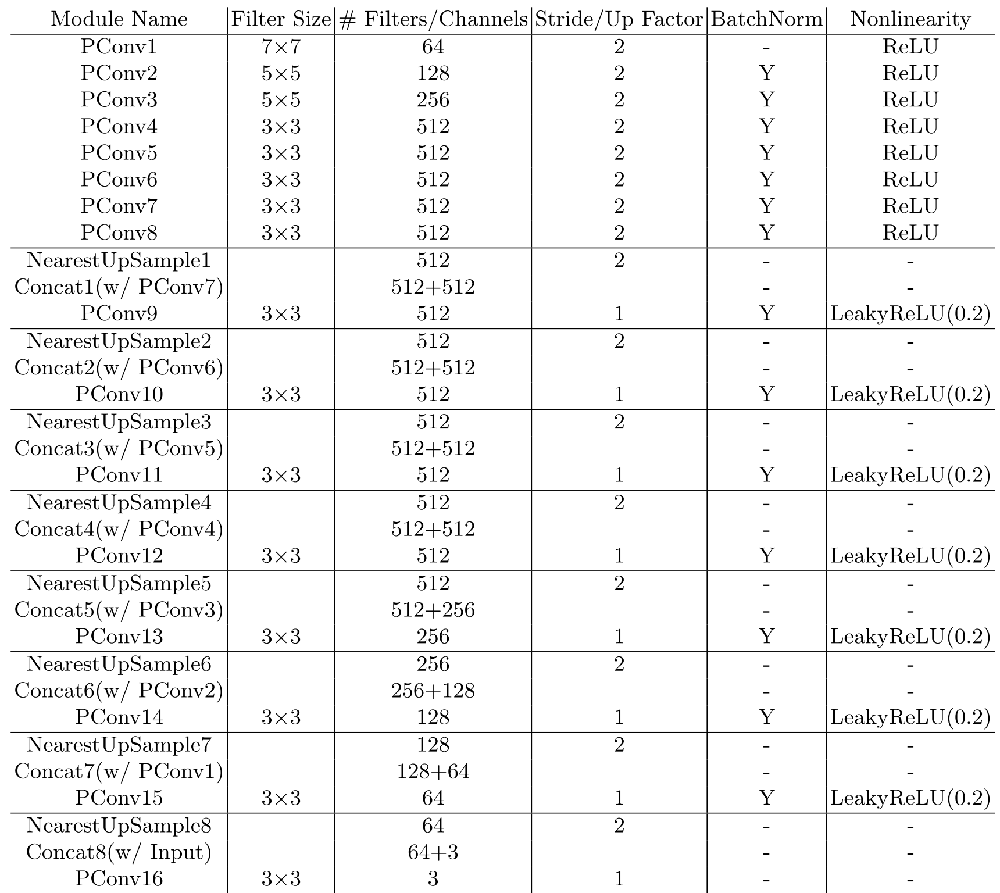 Module Name Filter Size # Filters/Channels Stride/Up Factor BatchNorm Nonlinearity
PConv1 7×7 64 2 - ReLU
PConv2 5×5 128 2 Y ReLU
PConv3 5×5 256 2 Y ReLU
PConv4 3×3 512 2 Y ReLU
PConv5 3×3 512 2 Y ReLU
PConv6 3×3 512 2 Y ReLU
PConv7 3×3 512 2 Y ReLU
PConv8 3×3 512 2 Y ReLU
NearestUpSample1 512 2 - -
Concat1(w/ PConv7) 512+512 - -
PConv9 3×3 512 1 Y LeakyReLU(0.2)
NearestUpSample2 512 2 - -
Concat2(w/ PConv6) 512+512 - -
PConv10 3×3 512 1 Y LeakyReLU(0.2)
NearestUpSample3 512 2 - -
Concat3(w/ PConv5) 512+512 - -
PConv11 3×3 512 1 Y LeakyReLU(0.2)
NearestUpSample4 512 2 - -
Concat4(w/ PConv4) 512+512 - -
PConv12 3×3 512 1 Y LeakyReLU(0.2)
NearestUpSample5 512 2 - -
Concat5(w/ PConv3) 512+256 - -
PConv13 3×3 256 1 Y LeakyReLU(0.2)
NearestUpSample6 256 2 - -
Concat6(w/ PConv2) 256+128 - -
PConv14 3×3 128 1 Y LeakyReLU(0.2)
NearestUpSample7 128 2 - -
Concat7(w/ PConv1) 128+64 - -
PConv15 3×3 64 1 Y LeakyReLU(0.2)
NearestUpSample8 64 2 - -
Concat8(w/ Input) 64+3 - -
PConv16 3×3 3 1 - -